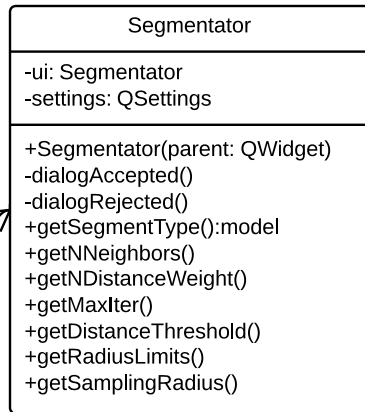 Segmentator
-ui: Segmentator
-settings: QSettings
+Segmentator(parent: QWidget)
-dialogAccepted()
-dialogRejected()
+getSegmentType():model
+getNNeighbors()
+getNDistanceWeight()
+getMaxIter()
+getDistanceThreshold()
+getRadiusLimits()
+getSamplingRadius()